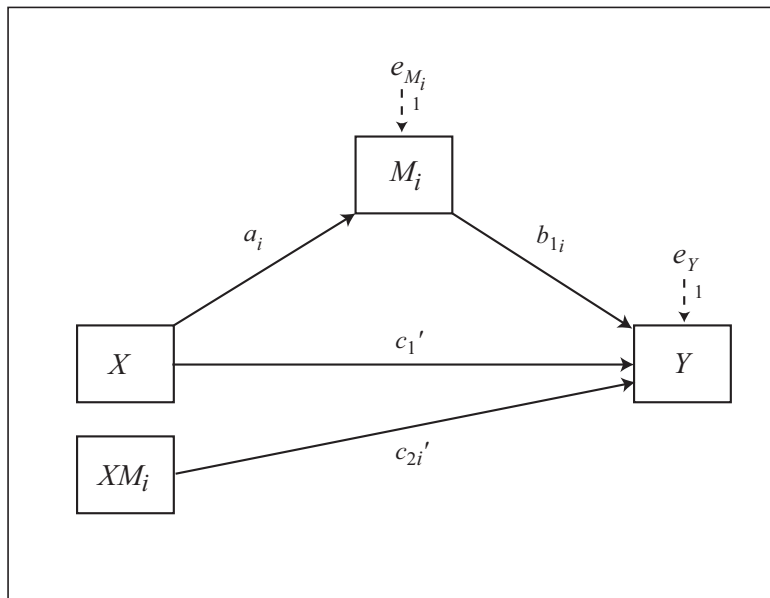 e_{M_i}
1
M_i
a_i
b_{1i}
e_Y
1
X
c_1′
Y
XM_i
c_{2i}′